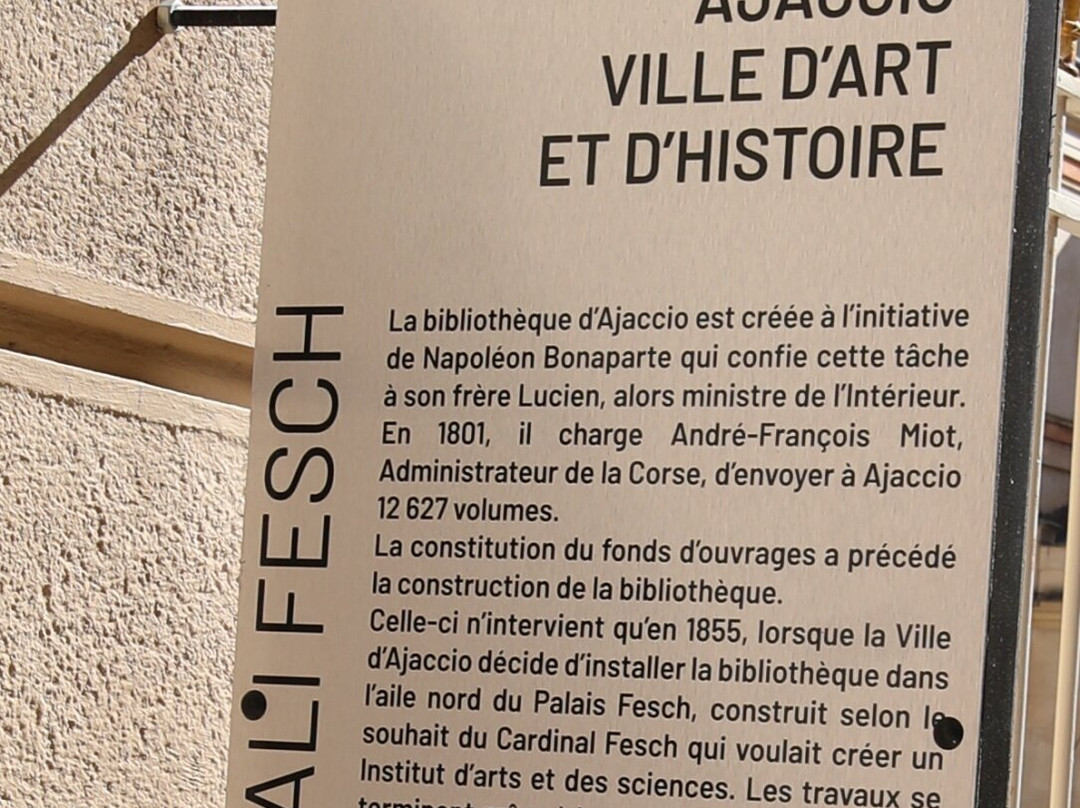 AJACCIO
VILLE D'ART
ET D'HISTOIRE
ALI FESCH
La bibliothèque d'Ajaccio est créée à l'initiative
de Napoléon Bonaparte qui confie cette tâche
à son frère Lucien, alors ministre de l'Intérieur.
En 1801, il charge André-François Miot,
Administrateur de la Corse, d'envoyer à Ajaccio
12 627 volumes.
La constitution du fonds d'ouvrages a précédé
la construction de la bibliothèque.
Celle-ci n'intervient qu'en 1855, lorsque la Ville
d'Ajaccio décide d'installer la bibliothèque dans
l'aile nord du Palais Fesch, construit selon le
souhait du Cardinal Fesch qui voulait créer un
Institut d'arts et des sciences. Les travaux se